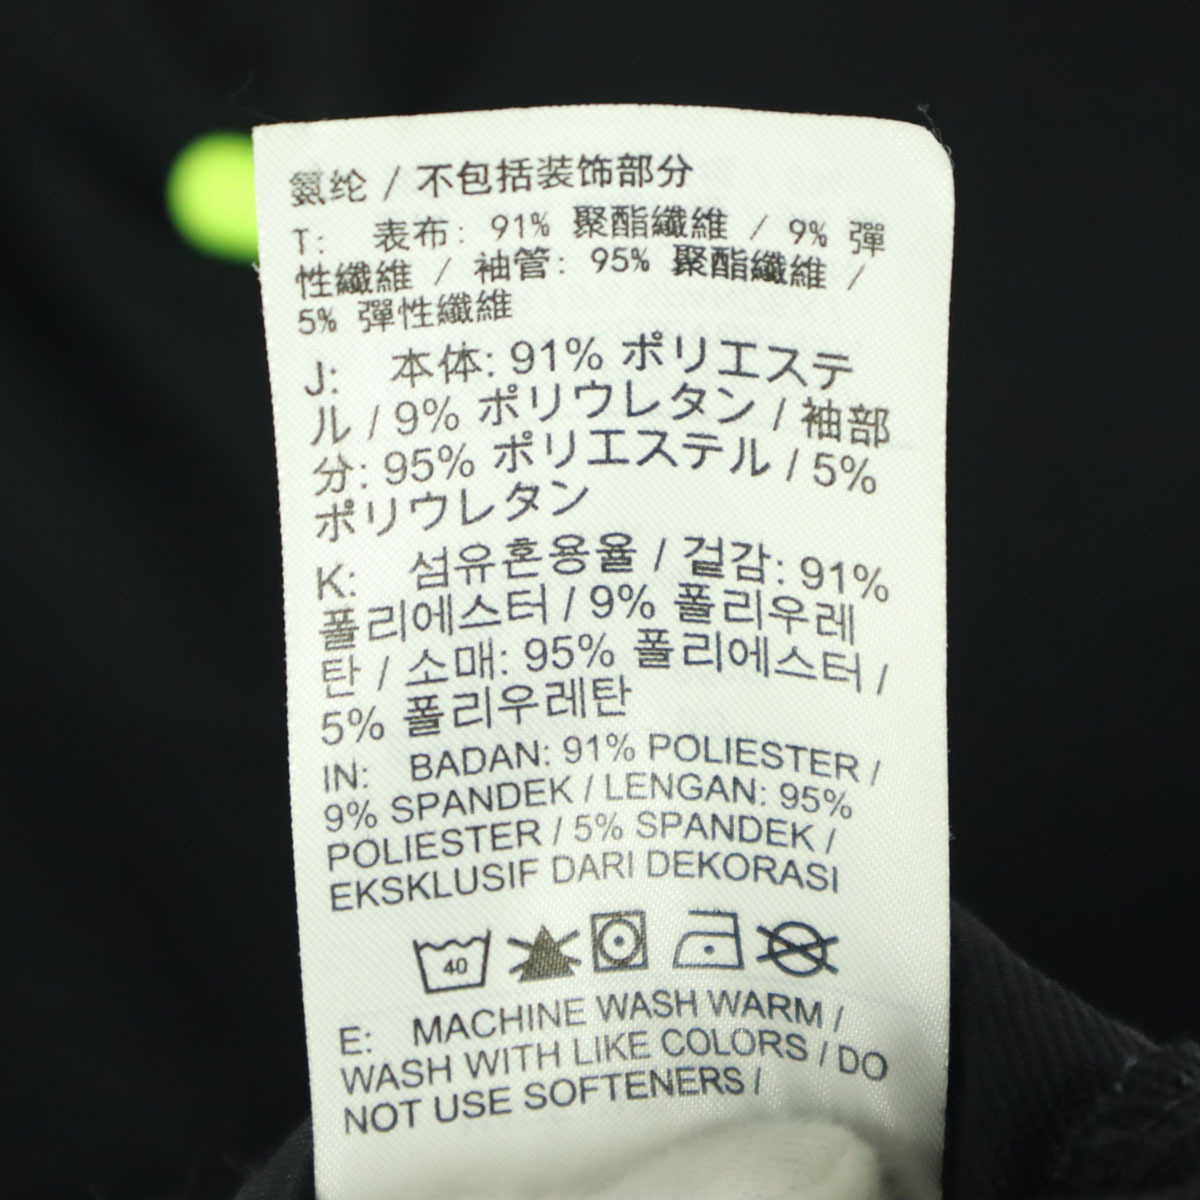 氨纶 / 不包括装饰部分
T: 表布: 91% 聚酯纖維 / 9% 彈
性纖維 / 袖管: 95% 聚酯纖維 /
5% 彈性纖維
J: 本体: 91% ポリエステ
ル / 9% ポリウレタン / 袖部
分: 95% ポリエステル / 5%
ポリウレタン
K: 섬유혼용율 / 겉감: 91%
폴리에스터 / 9% 폴리우레
탄 / 소매: 95% 폴리에스터 /
5% 폴리우레탄
IN: BADAN: 91% POLIESTER /
9% SPANDEK / LENGAN: 95%
POLIESTER / 5% SPANDEK /
EKSKLUSIF DARI DEKORASI
40
E: MACHINE WASH WARM /
WASH WITH LIKE COLORS / DO
NOT USE SOFTENERS /